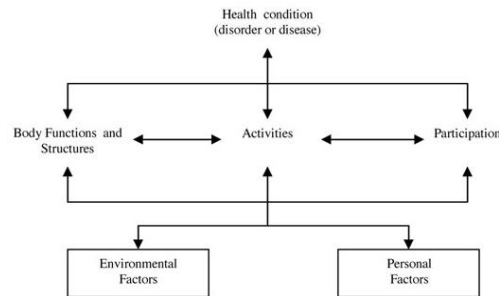 Health condition
(disorder or disease)
Body Functions and
Structures
Activities
Participation
Environmental
Factors
Personal
Factors